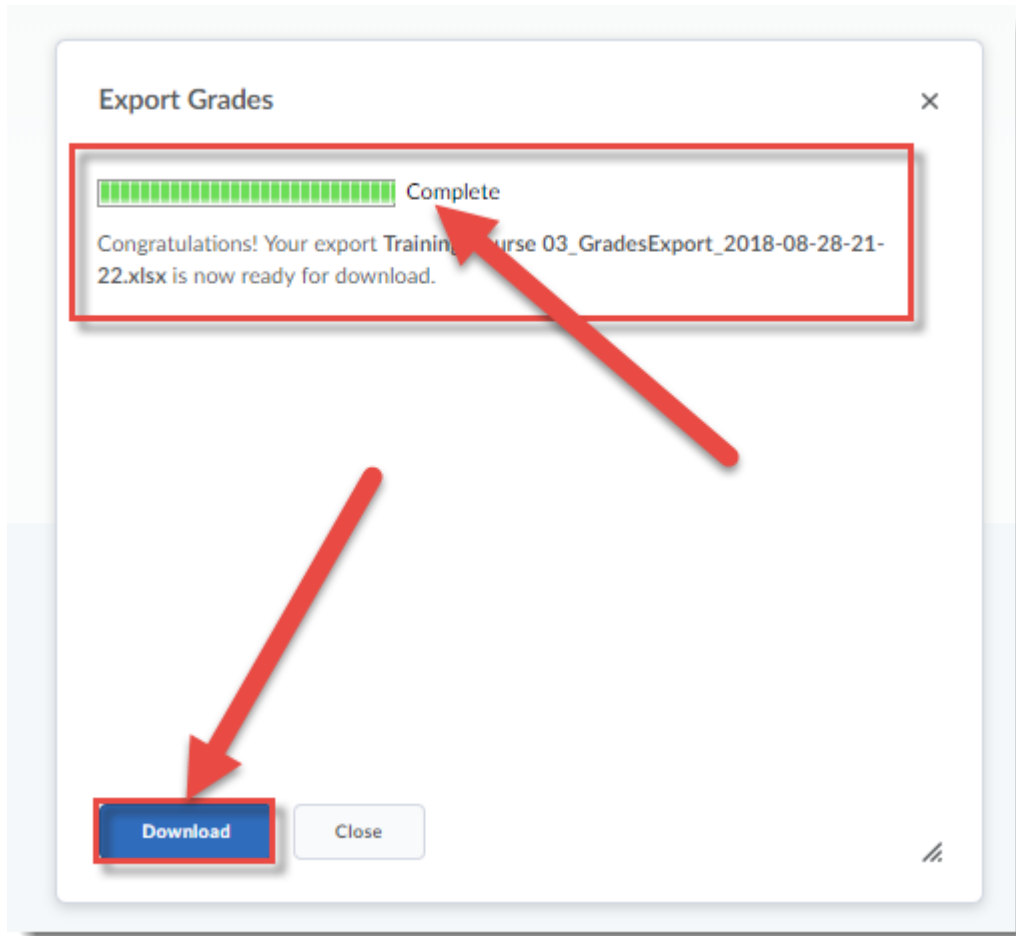 Export Grades
Complete
Congratulations! Your export Training urse 03_GradesExport_2018-08-28-21-
22.xlsx is now ready for download.
Download
Close